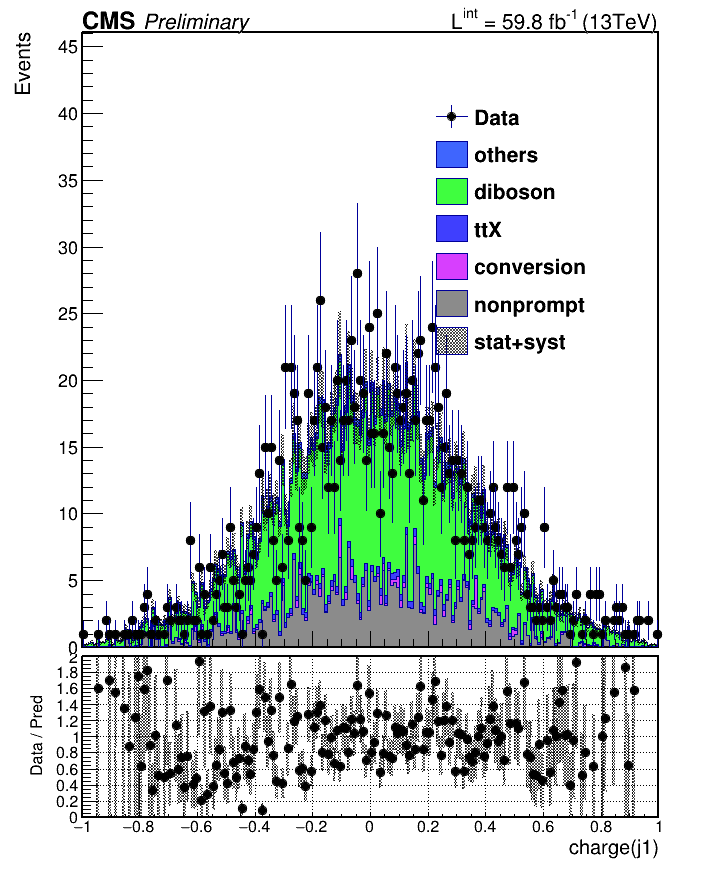 CMS Preliminary L^int = 59.8 fb^-1 (13TeV)
Events
45
40
35
30
25
20
15
10
5
0
Data
others
diboson
ttX
conversion
nonprompt
stat+syst
Data / Pred
2
1.8
1.6
1.4
1.2
1
0.8
0.6
0.4
0.2
0
−1 −0.8 −0.6 −0.4 −0.2 0 0.2 0.4 0.6 0.8 1
charge(j1)